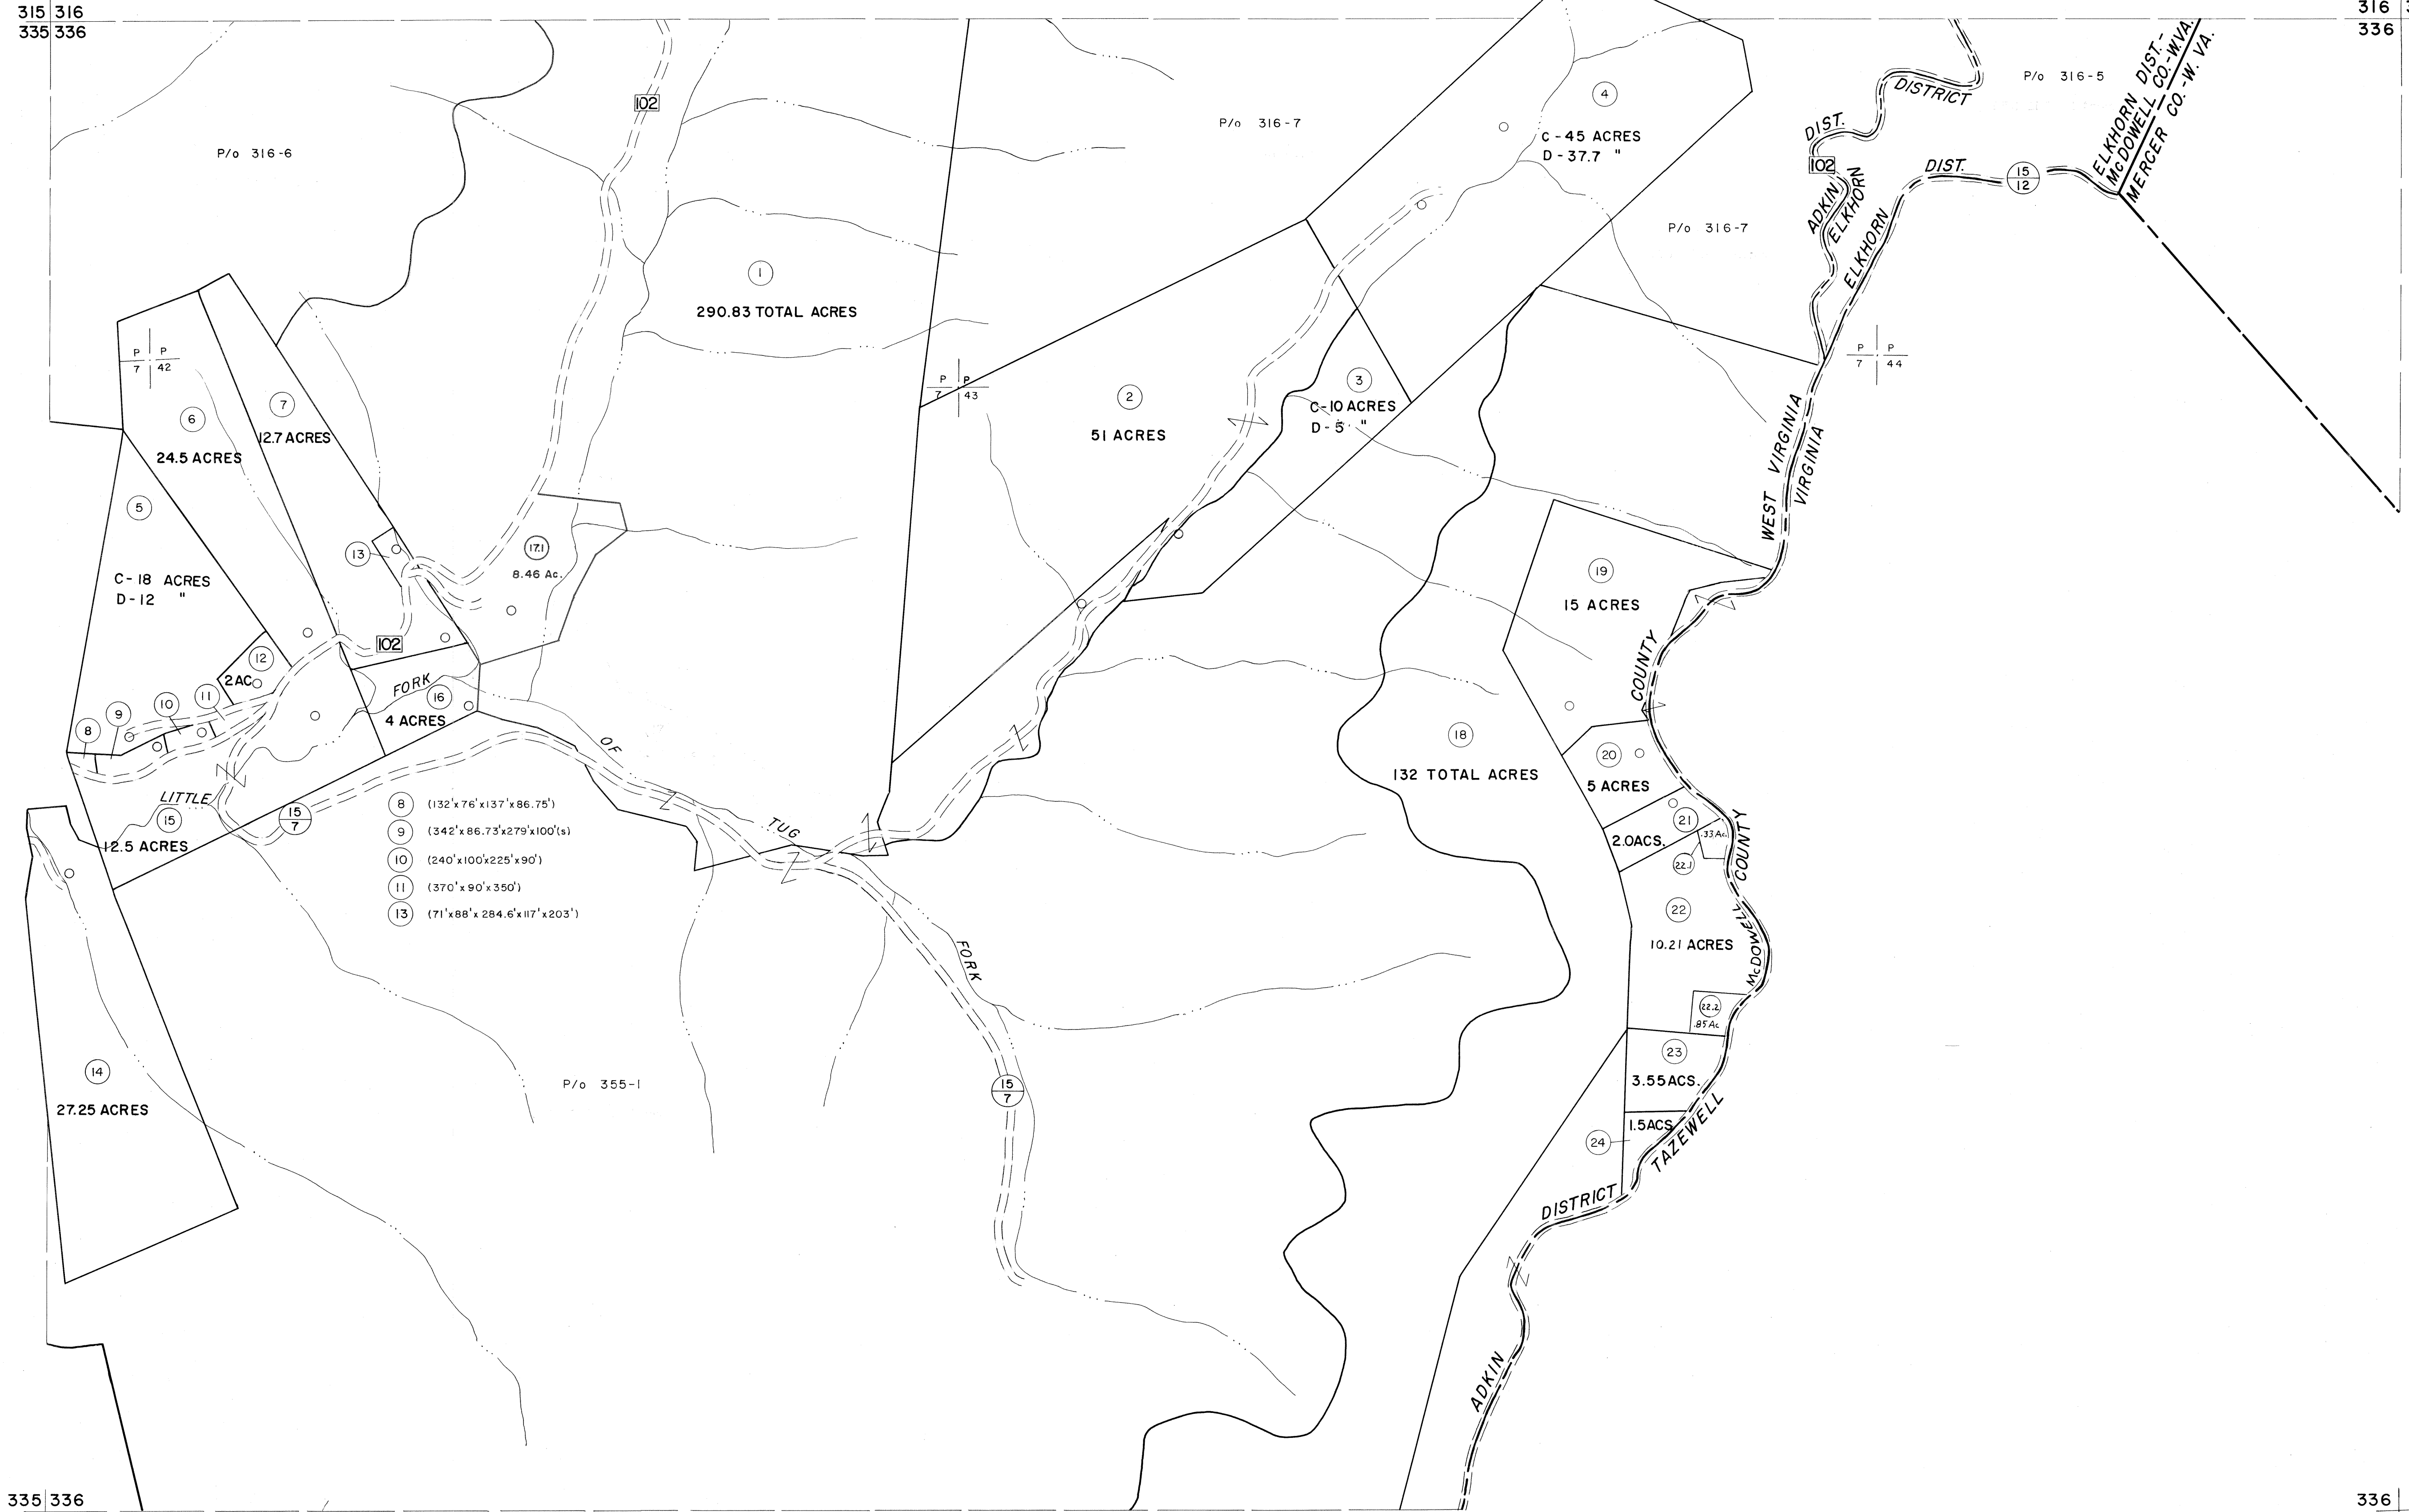 315 316
335 336
316
336
P/o 316-6
102
P/o 316-7
4
C-45 ACRES
D-37.7 "
DISTRICT
P/o 316-5
ELKHORN DIST.-
McDOWELL CO.-W.VA.
MERCER CO.-W. VA.
DIST.
102
ADKIN
ELKHORN
ELKHORN
DIST.
15
12
P/o 316-7
1
290.83 TOTAL ACRES
P P
7 42
P P
7 43
P P
7 44
6
24.5 ACRES
7
12.7 ACRES
2
51 ACRES
3
C-10 ACRES
D-5 "
WEST VIRGINIA
VIRGINIA
5
C-18 ACRES
D-12 "
13
17.1
8.46 Ac.
19
15 ACRES
102
12
2AC.
11
10
9
8
FORK
16
4 ACRES
OF
COUNTY
18
132 TOTAL ACRES
20
5 ACRES
LITTLE
15
12.5 ACRES
15
7
8 (132'x76'x137'x86.75')
9 (342'x86.73'x279'x100'(s)
10 (240'x100'x225'x90')
11 (370'x90'x350')
13 (71'x88'x284.6'x117'x203')
TUG
FORK
21
2.0ACS.
.33Ac.
22.1
COUNTY
22
10.21 ACRES
McDOWELL
22.2
.85 Ac
23
3.55ACS.
1.5ACS.
24
TAZEWELL
14
27.25 ACRES
P/o 355-1
15
7
DISTRICT
ADKIN
335 336
336